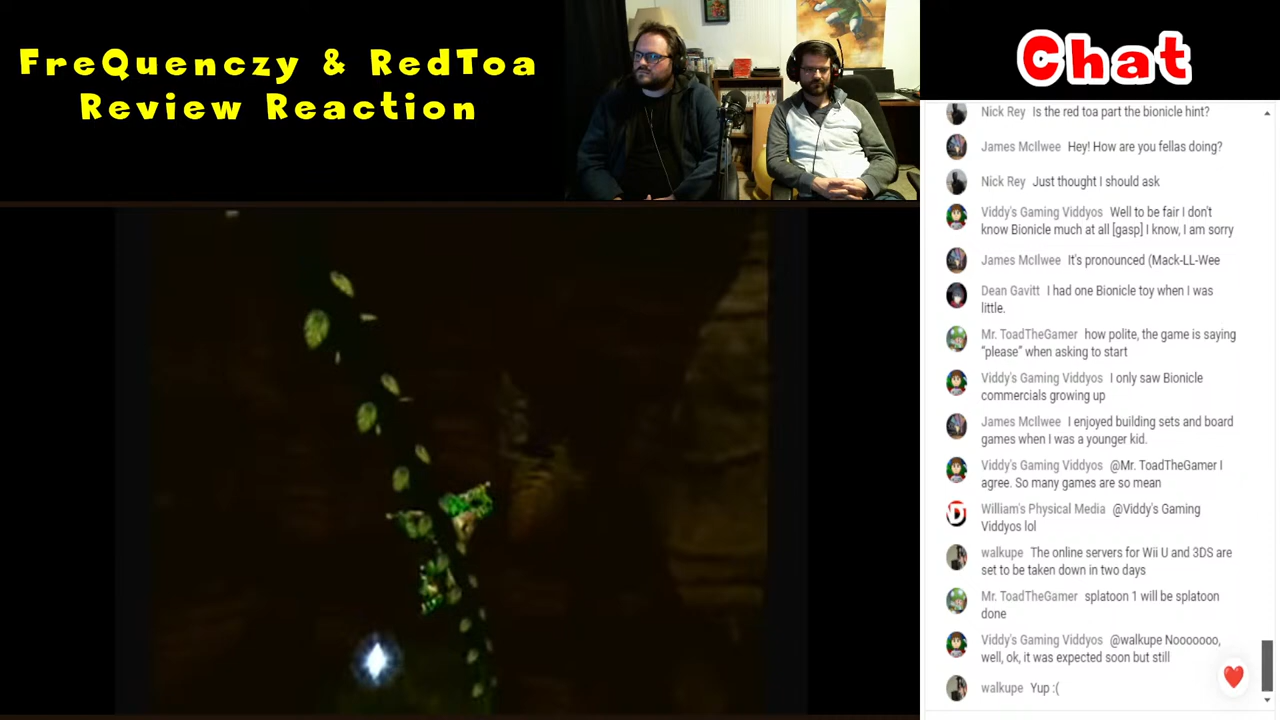 FreQuenczy & RedToa
Review Reaction
Chat
Nick Rey Is the red toa part the bionicle hint?
James McIlwee Hey! How are you fellas doing?
Nick Rey Just thought I should ask
Viddy's Gaming Viddyos Well to be fair I don't
know Bionicle much at all [gasp] I know, I am sorry
James McIlwee It's pronounced (Mack-LL-Wee
Dean Gavitt I had one Bionicle toy when I was
little.
Mr. ToadTheGamer how polite, the game is saying
“please” when asking to start
Viddy's Gaming Viddyos I only saw Bionicle
commercials growing up
James McIlwee I enjoyed building sets and board
games when I was a younger kid.
Viddy's Gaming Viddyos @Mr. ToadTheGamer I
agree. So many games are so mean
William's Physical Media @Viddy's Gaming
Viddyos lol
walkupe The online servers for Wii U and 3DS are
set to be taken down in two days
Mr. ToadTheGamer splatoon 1 will be splatoon
done
Viddy's Gaming Viddyos @walkupe Nooooooo,
well, ok, it was expected soon but still
walkupe Yup :(